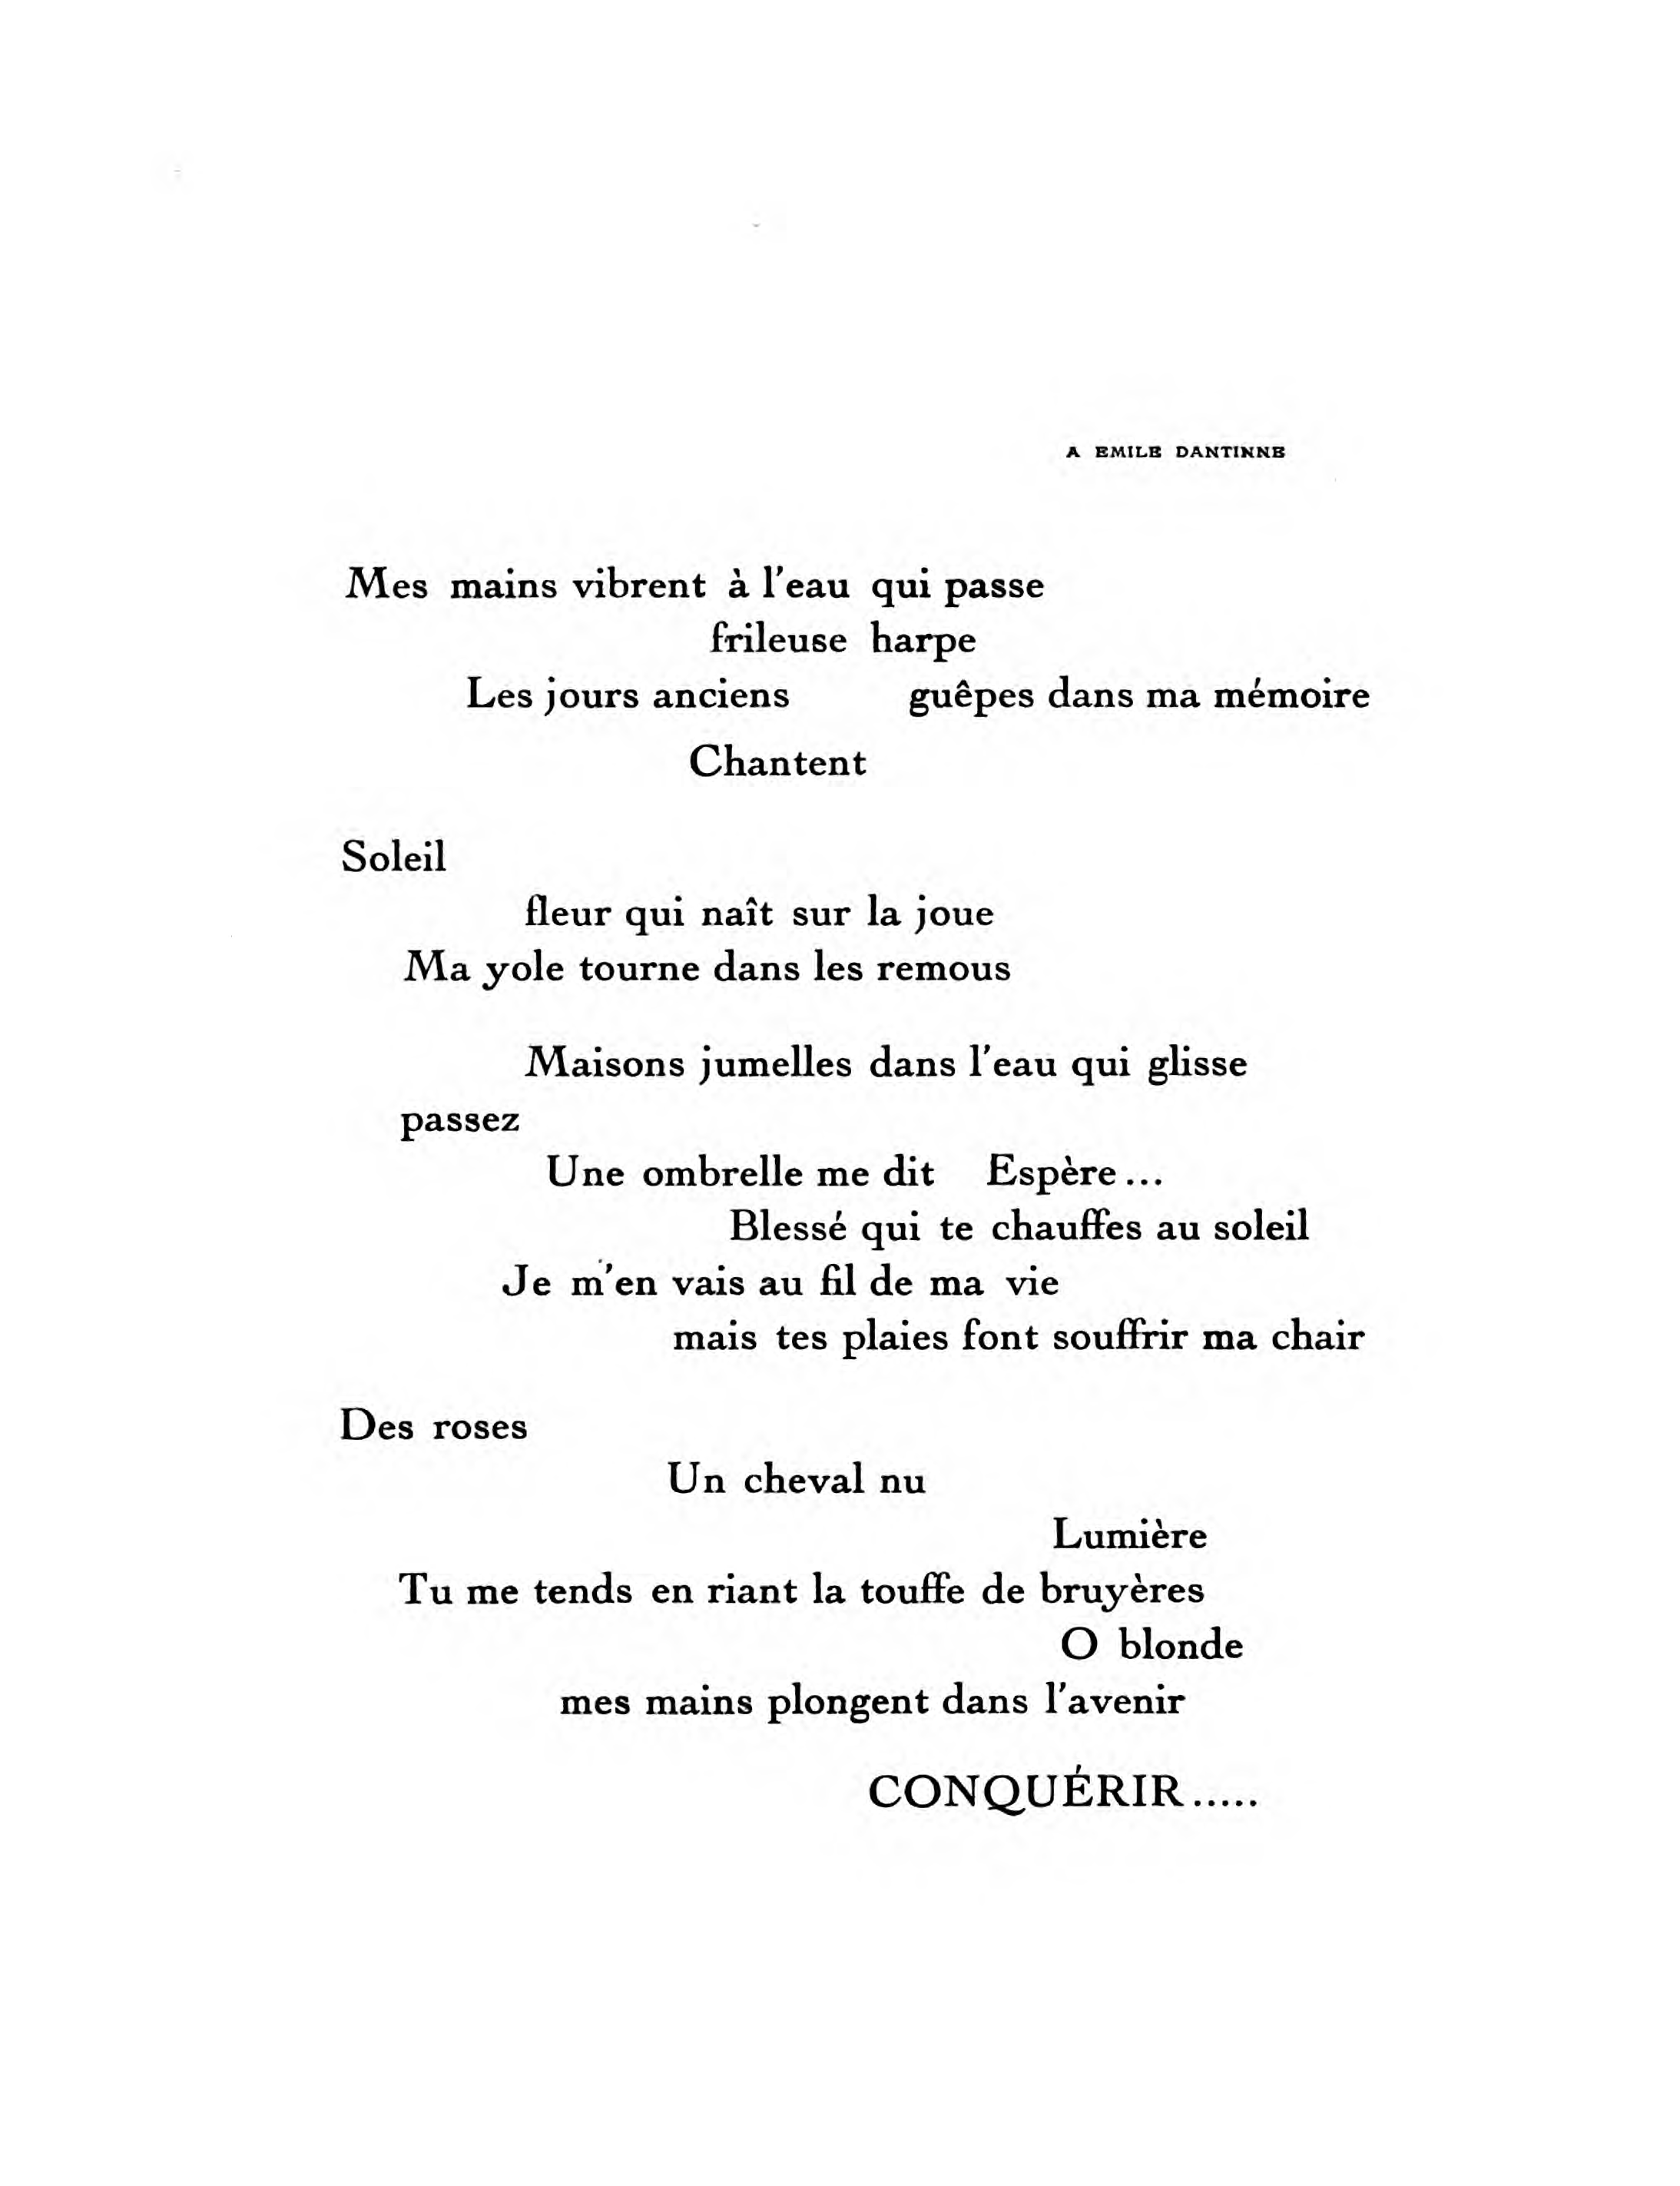 A EMILE DANTINNE
Mes mains vibrent à l'eau qui passe
frileuse harpe
Les jours anciens guêpes dans ma mémoire
Chantent
Soleil
fleur qui naît sur la joue
Ma yole tourne dans les remous
Maisons jumelles dans l'eau qui glisse
passez
Une ombrelle me dit Espère...
Blessé qui te chauffes au soleil
Je m'en vais au fil de ma vie
mais tes plaies font souffrir ma chair
Des roses
Un cheval nu
Lumière
Tu me tends en riant la touffe de bruyères
O blonde
mes mains plongent dans l'avenir
CONQUÉRIR.....